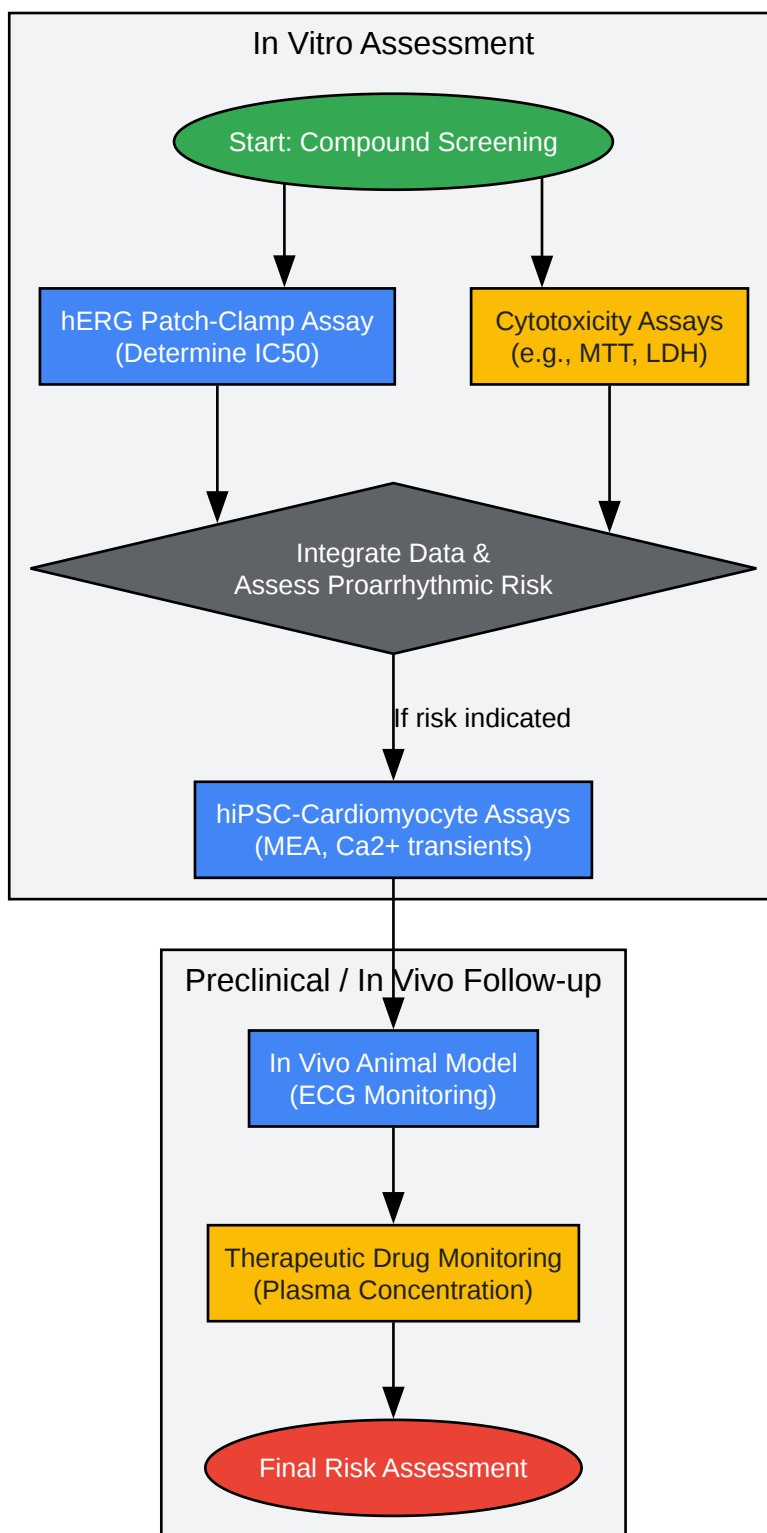 In Vitro Assessment
Start: Compound Screening
hERG Patch-Clamp Assay
(Determine IC50)
Cytotoxicity Assays
(e.g., MTT, LDH)
Integrate Data &
Assess Proarrhythmic Risk
If risk indicated
hiPSC-Cardiomyocyte Assays
(MEA, Ca2+ transients)
Preclinical / In Vivo Follow-up
In Vivo Animal Model
(ECG Monitoring)
Therapeutic Drug Monitoring
(Plasma Concentration)
Final Risk Assessment